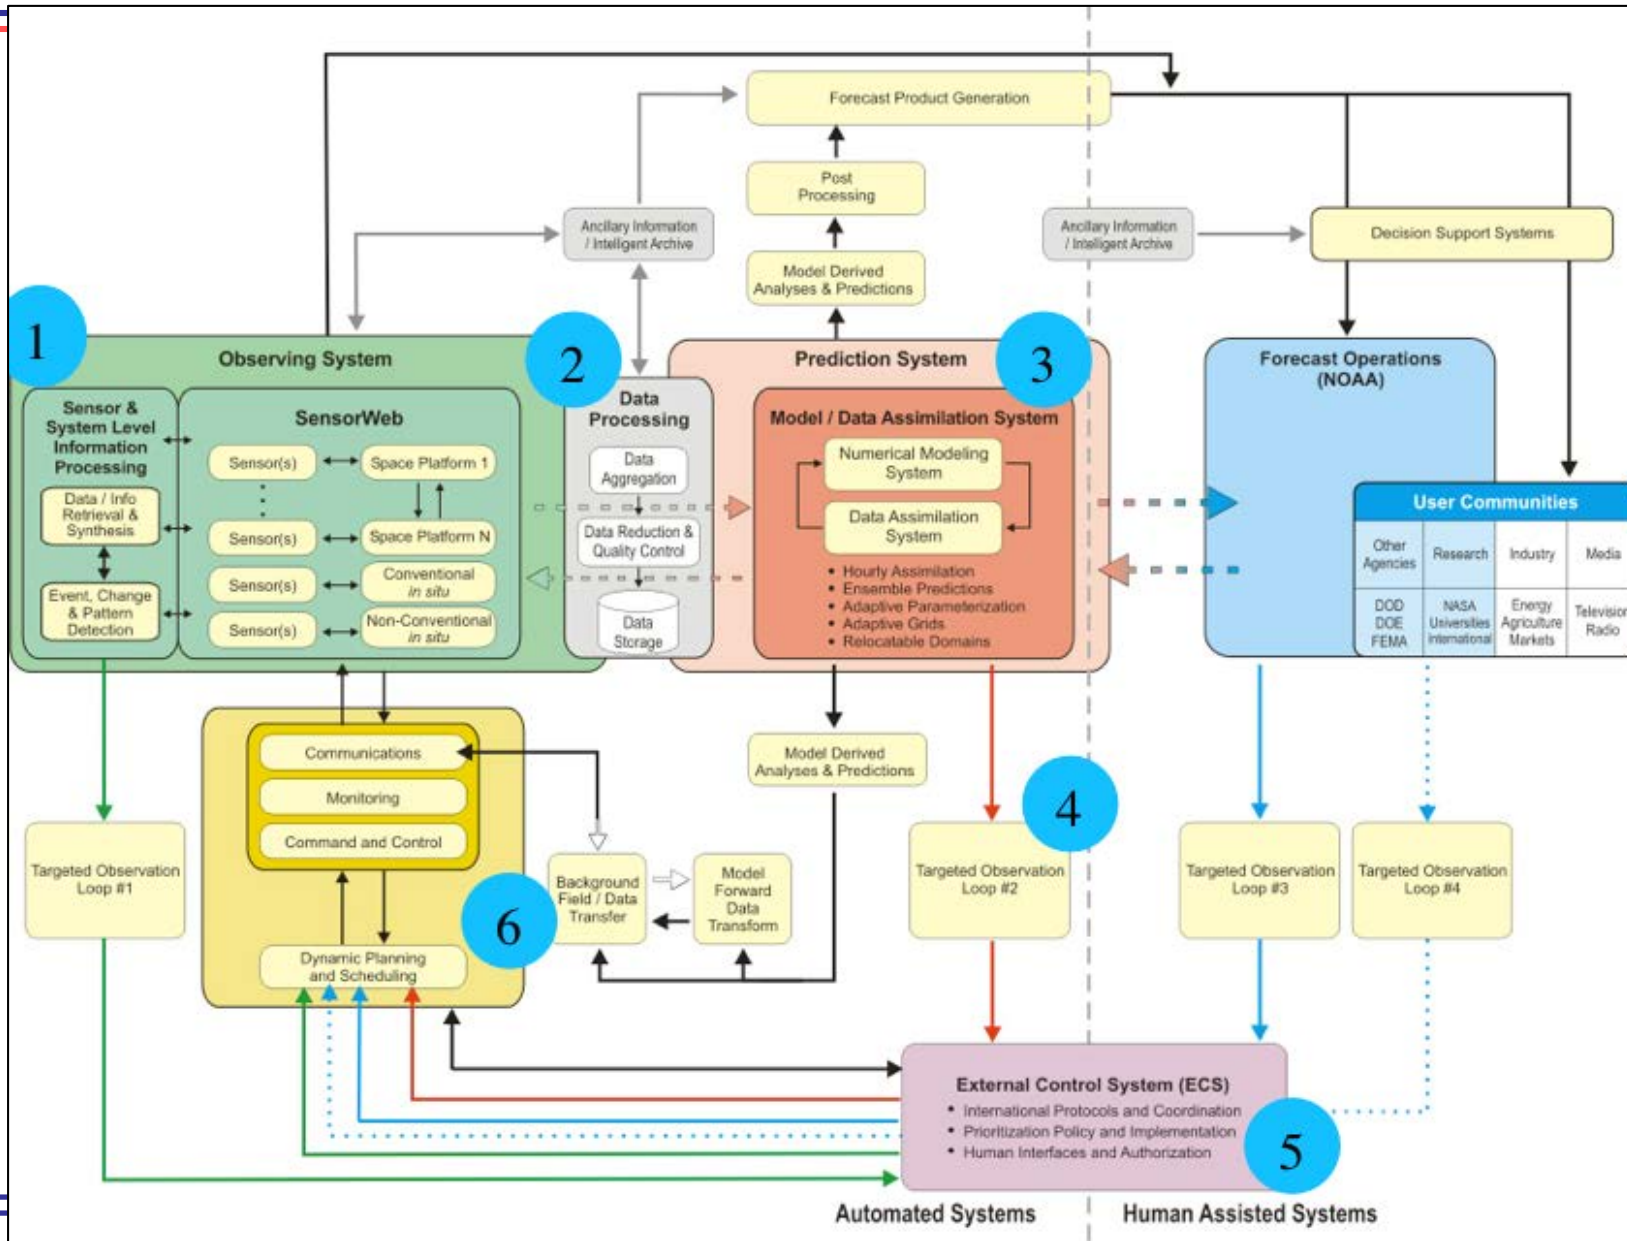 Forecast Product Generation
Post
Processing
Ancillary Information
/ Intelligent Archive
Ancillary Information
/ Intelligent Archive
Decision Support Systems
Model Derived
Analyses & Predictions
1
Observing System
2
Prediction System
3
Forecast Operations
(NOAA)
Sensor &
System Level
Information
Processing
Data / Info
Retrieval &
Synthesis
Event, Change
& Pattern
Detection
SensorWeb
Sensor(s)
Space Platform 1
Sensor(s)
Space Platform N
Sensor(s)
Conventional
in situ
Sensor(s)
Non-Conventional
in situ
Data
Processing
Data
Aggregation
Data Reduction &
Quality Control
Data
Storage
Model / Data Assimilation System
Numerical Modeling
System
Data Assimilation
System
• Hourly Assimilation
• Ensemble Predictions
• Adaptive Parameterization
• Adaptive Grids
• Relocatable Domains
User Communities
Other
Agencies
Research
Industry
Media
DOD
DOE
FEMA
NASA
Universities
International
Energy
Agriculture
Markets
Television
Radio
Communications
Monitoring
Command and Control
Model Derived
Analyses & Predictions
4
Targeted Observation
Loop #1
Background
Field / Data
Transfer
Model
Forward
Data
Transform
Targeted Observation
Loop #2
Targeted Observation
Loop #3
Targeted Observation
Loop #4
6
Dynamic Planning
and Scheduling
External Control System (ECS)
• International Protocols and Coordination
• Prioritization Policy and Implementation
• Human Interfaces and Authorization
5
Automated Systems
Human Assisted Systems